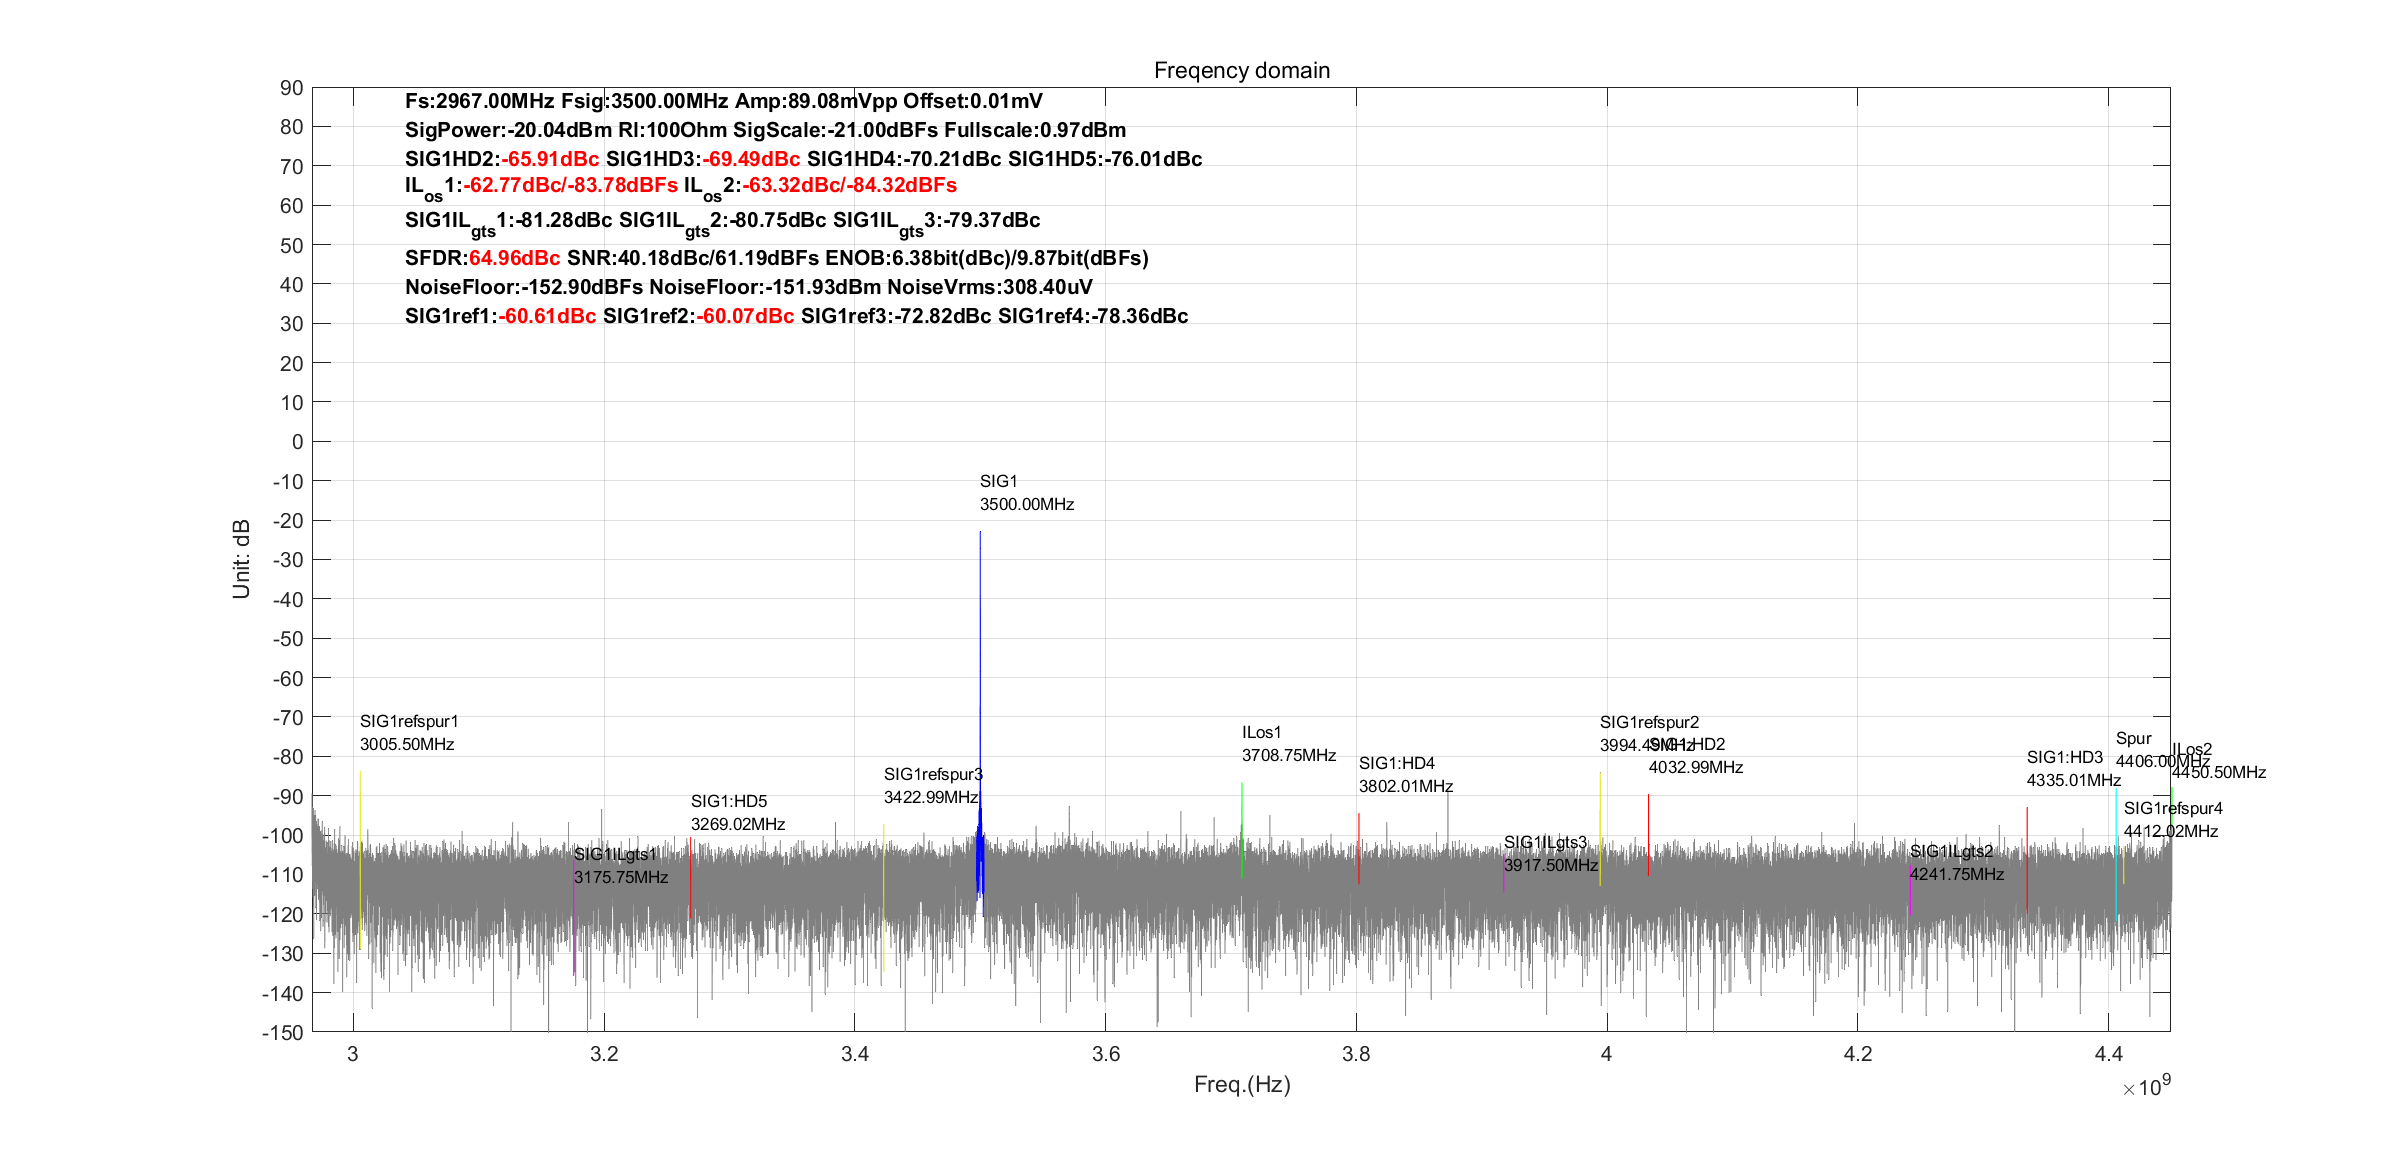 Freqency domain
Fs:2967.00MHz Fsig:3500.00MHz Amp:89.08mVpp Offset:0.01mV
SigPower:-20.04dBm Rl:100Ohm SigScale:-21.00dBFs Fullscale:0.97dBm
SIG1HD2:-65.91dBc SIG1HD3:-69.49dBc SIG1HD4:-70.21dBc SIG1HD5:-76.01dBc
ILos1:-62.77dBc/-83.78dBFs ILos2:-63.32dBc/-84.32dBFs
SIG1ILgts1:-81.28dBc SIG1ILgts2:-80.75dBc SIG1ILgts3:-79.37dBc
SFDR:64.96dBc SNR:40.18dBc/61.19dBFs ENOB:6.38bit(dBc)/9.87bit(dBFs)
NoiseFloor:-152.90dBFs NoiseFloor:-151.93dBm NoiseVrms:308.40uV
SIG1ref1:-60.61dBc SIG1ref2:-60.07dBc SIG1ref3:-72.82dBc SIG1ref4:-78.36dBc
90
80
70
60
50
40
30
20
10
0
-10
-20
-30
-40
-50
-60
-70
-80
-90
-100
-110
-120
-130
-140
-150
Unit: dB
SIG1
3500.00MHz
SIG1refspur1
3005.50MHz
SIG1ILgts1
3175.75MHz
SIG1:HD5
3269.02MHz
SIG1refspur3
3422.99MHz
ILos1
3708.75MHz
SIG1:HD4
3802.01MHz
SIG1ILgts3
3917.50MHz
SIG1refspur2
3994.49MHz
SIG1:HD2
4032.99MHz
SIG1ILgts2
4241.75MHz
SIG1:HD3
4335.01MHz
Spur
4406.00MHz
SIG1refspur4
4412.02MHz
ILos2
4450.50MHz
3
3.2
3.4
3.6
3.8
4
4.2
4.4
×10^9
Freq.(Hz)